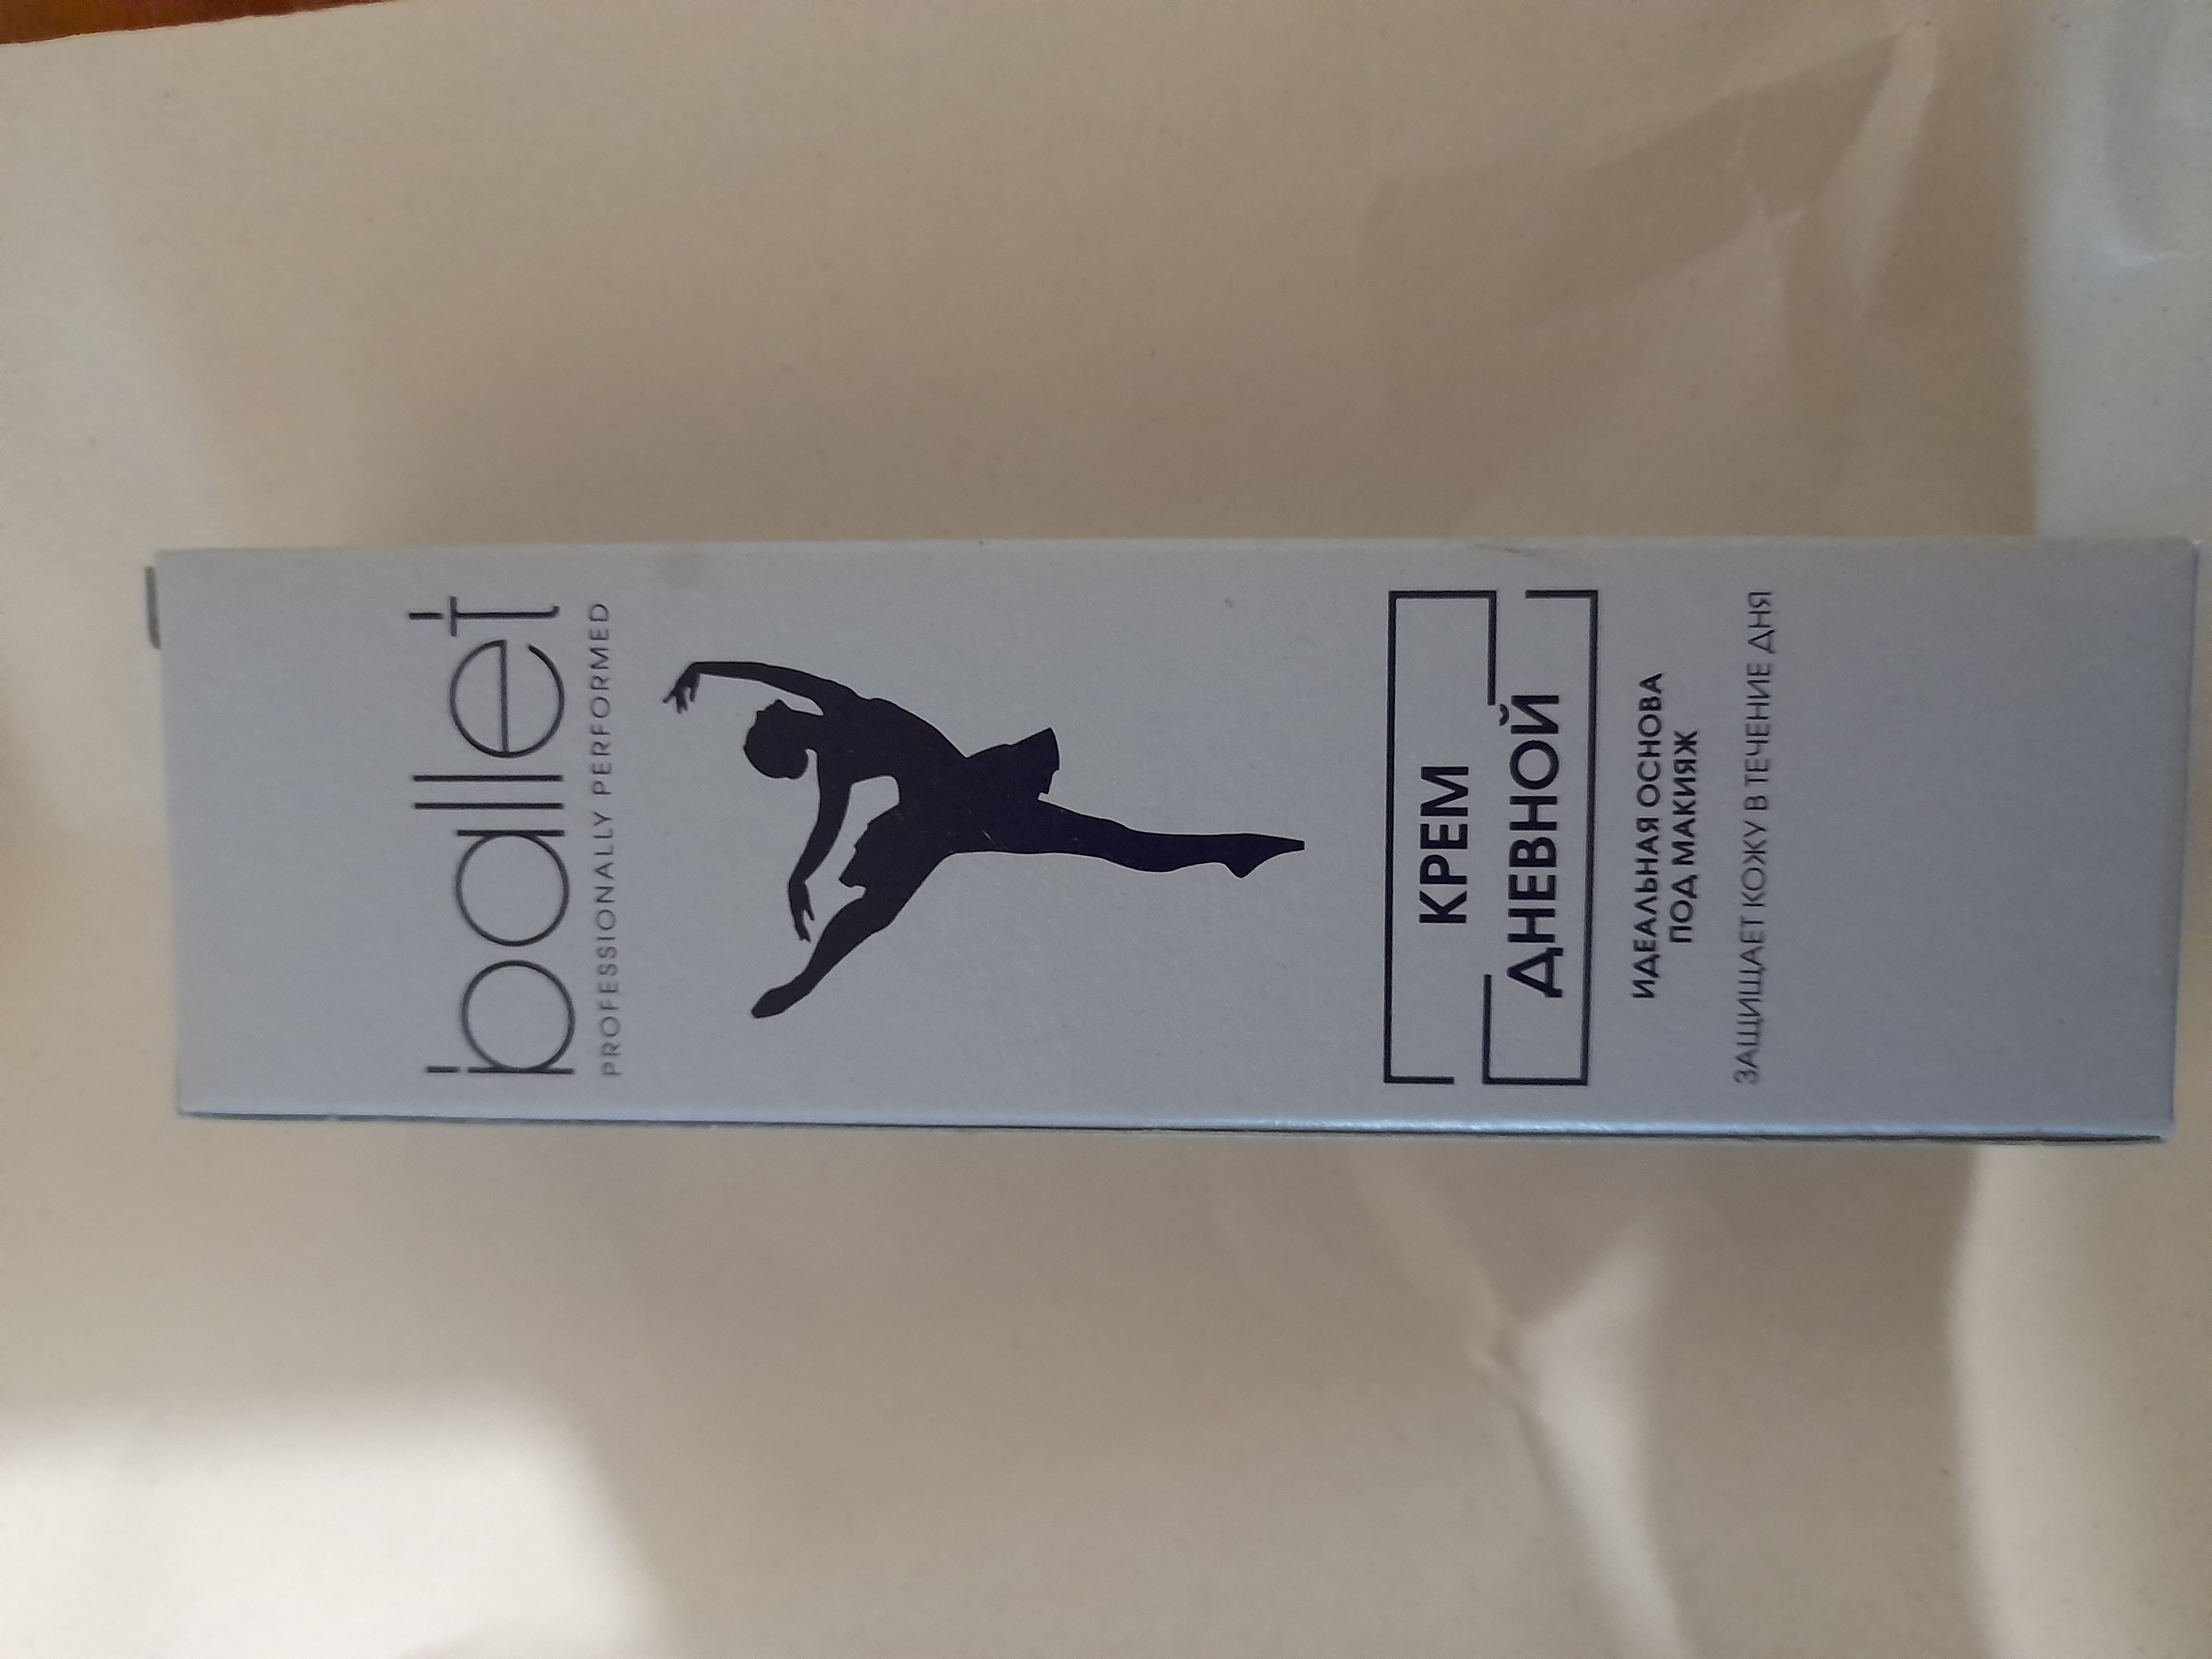 ballet
PROFESSIONALLY PERFORMED
КРЕМ
ДНЕВНОЙ
ИДЕАЛЬНАЯ ОСНОВА
ПОД МАКИЯЖ
ЗАЩИЩАЕТ КОЖУ В ТЕЧЕНИЕ ДНЯ